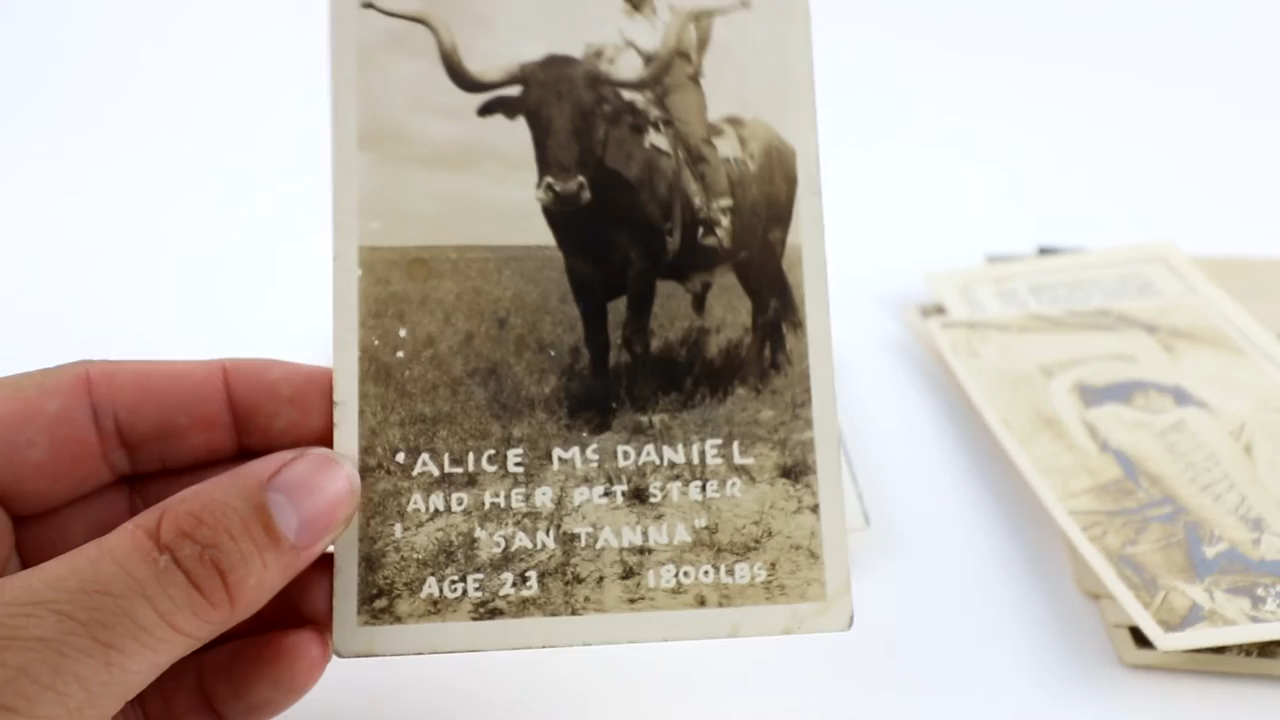 'ALICE McDANIEL
AND HER PET STEER
"SAN TANNA"
AGE 23 1800LBS